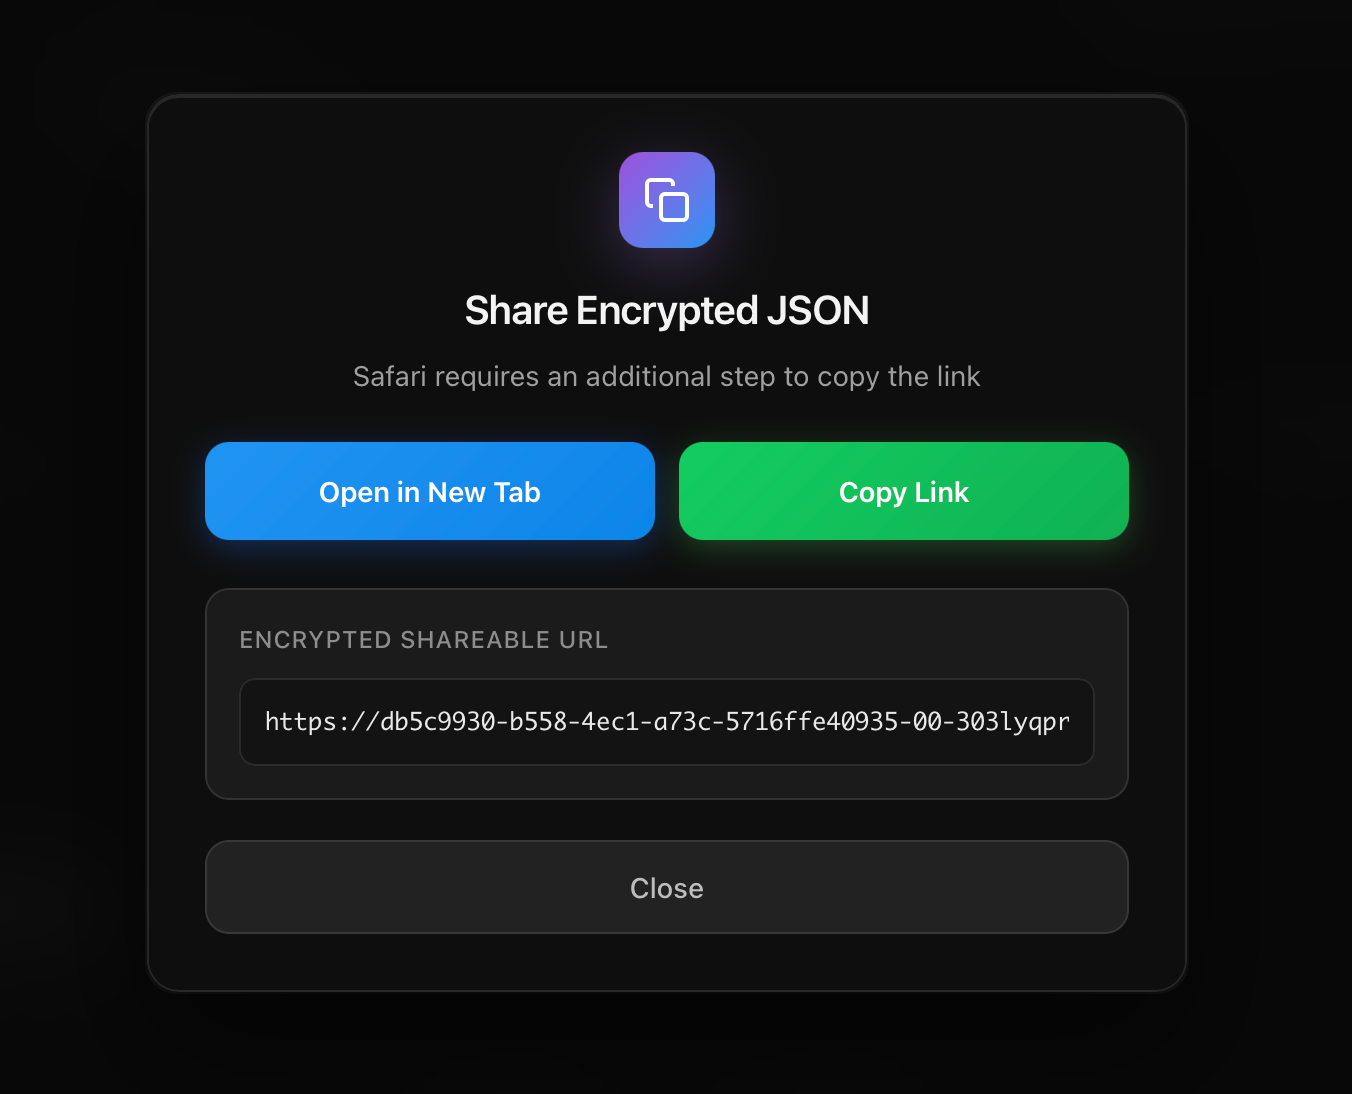 Share Encrypted JSON
Safari requires an additional step to copy the link
Open in New Tab
Copy Link
ENCRYPTED SHAREABLE URL
https://db5c9930-b558-4ec1-a73c-5716ffe40935-00-303lyqpr
Close